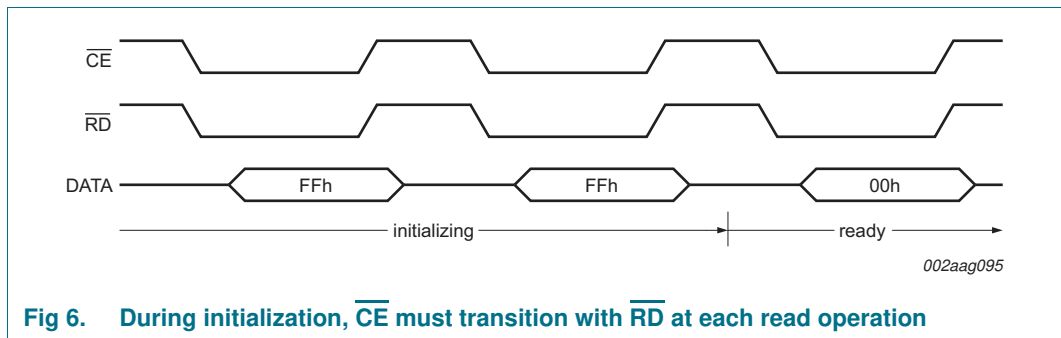 CE
RD
DATA
FFh
FFh
00h
initializing
ready
002aag095
Fig 6. During initialization, CE must transition with RD at each read operation